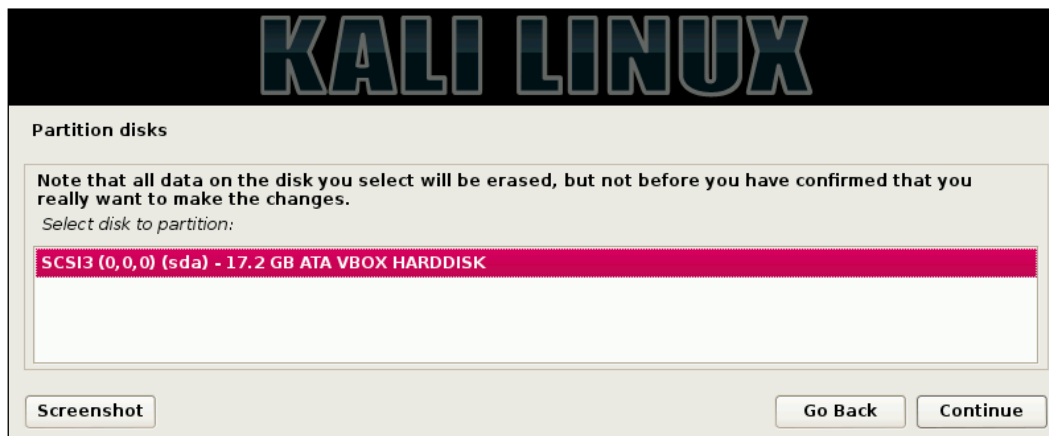 KALI LINUX
Partition disks
Note that all data on the disk you select will be erased, but not before you have confirmed that you
really want to make the changes.
Select disk to partition:
SCSI3 (0,0,0) (sda) - 17.2 GB ATA VBOX HARDDISK
Screenshot
Go Back
Continue